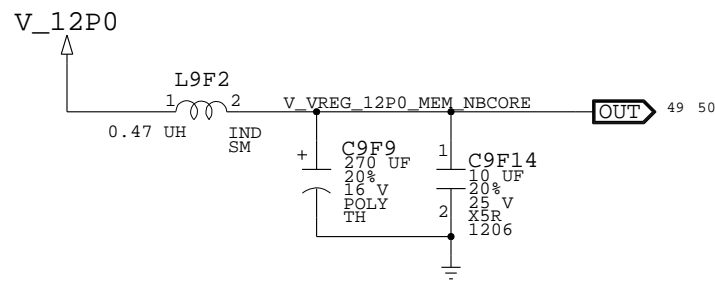 V_12P0
L9F2
1 2
V_VREG_12P0_MEM_NBCORE
OUT
49 50
0.47 UH
IND
SM
+
C9F9
270 UF
20%
16 V
POLY
TH
1
C9F14
10 UF
20%
25 V
X5R
1206
2